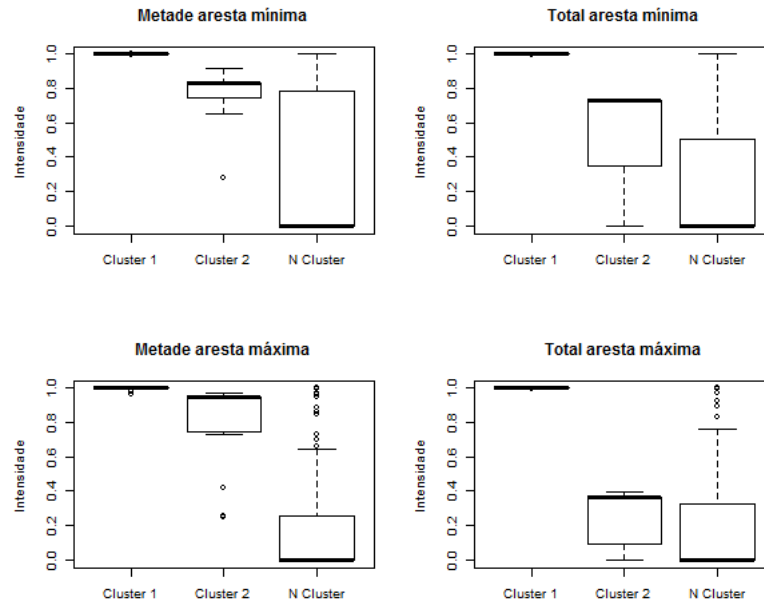 Metade aresta mínima
Intensidade
0.0 0.2 0.4 0.6 0.8 1.0
Cluster 1 Cluster 2 N Cluster
Total aresta mínima
Intensidade
0.0 0.2 0.4 0.6 0.8 1.0
Cluster 1 Cluster 2 N Cluster
Metade aresta máxima
Intensidade
0.0 0.2 0.4 0.6 0.8 1.0
Cluster 1 Cluster 2 N Cluster
Total aresta máxima
Intensidade
0.0 0.2 0.4 0.6 0.8 1.0
Cluster 1 Cluster 2 N Cluster